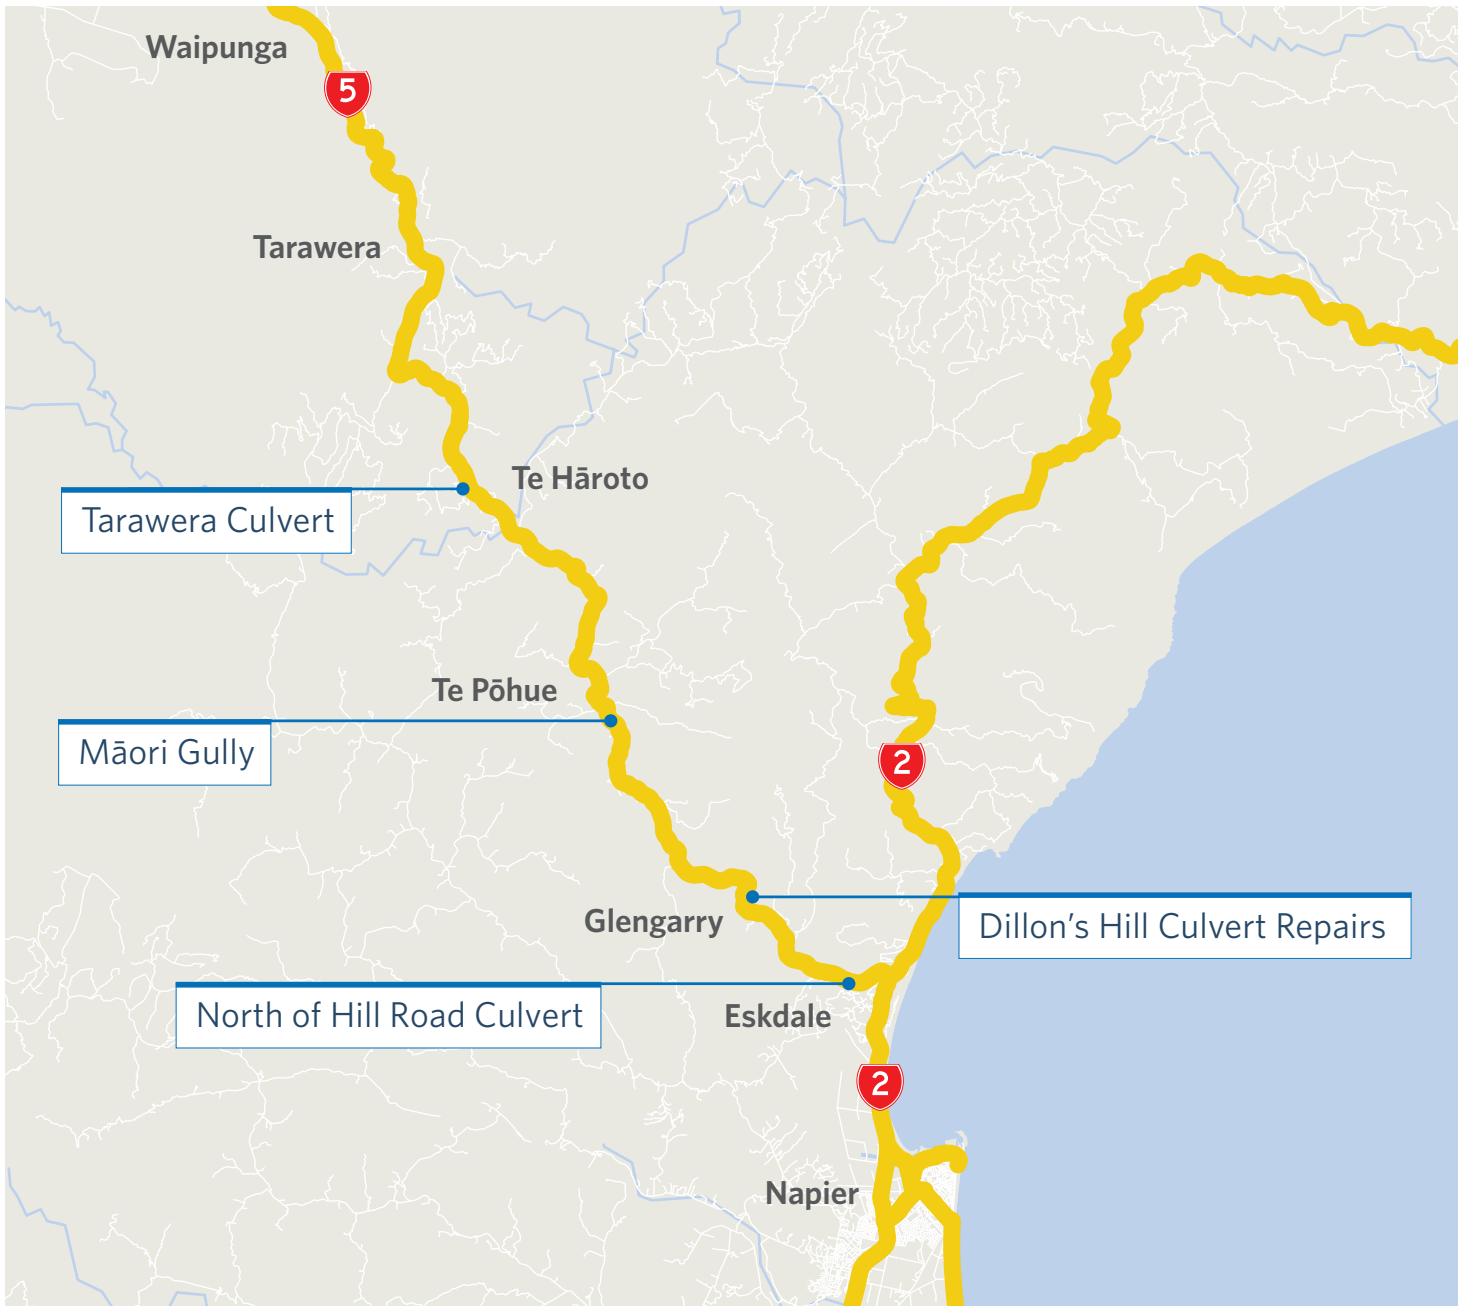 Waipunga
5
Tarawera
Te Hāroto
Tarawera Culvert
Te Pōhue
Māori Gully
2
Glengarry
Dillon's Hill Culvert Repairs
North of Hill Road Culvert
Eskdale
2
Napier